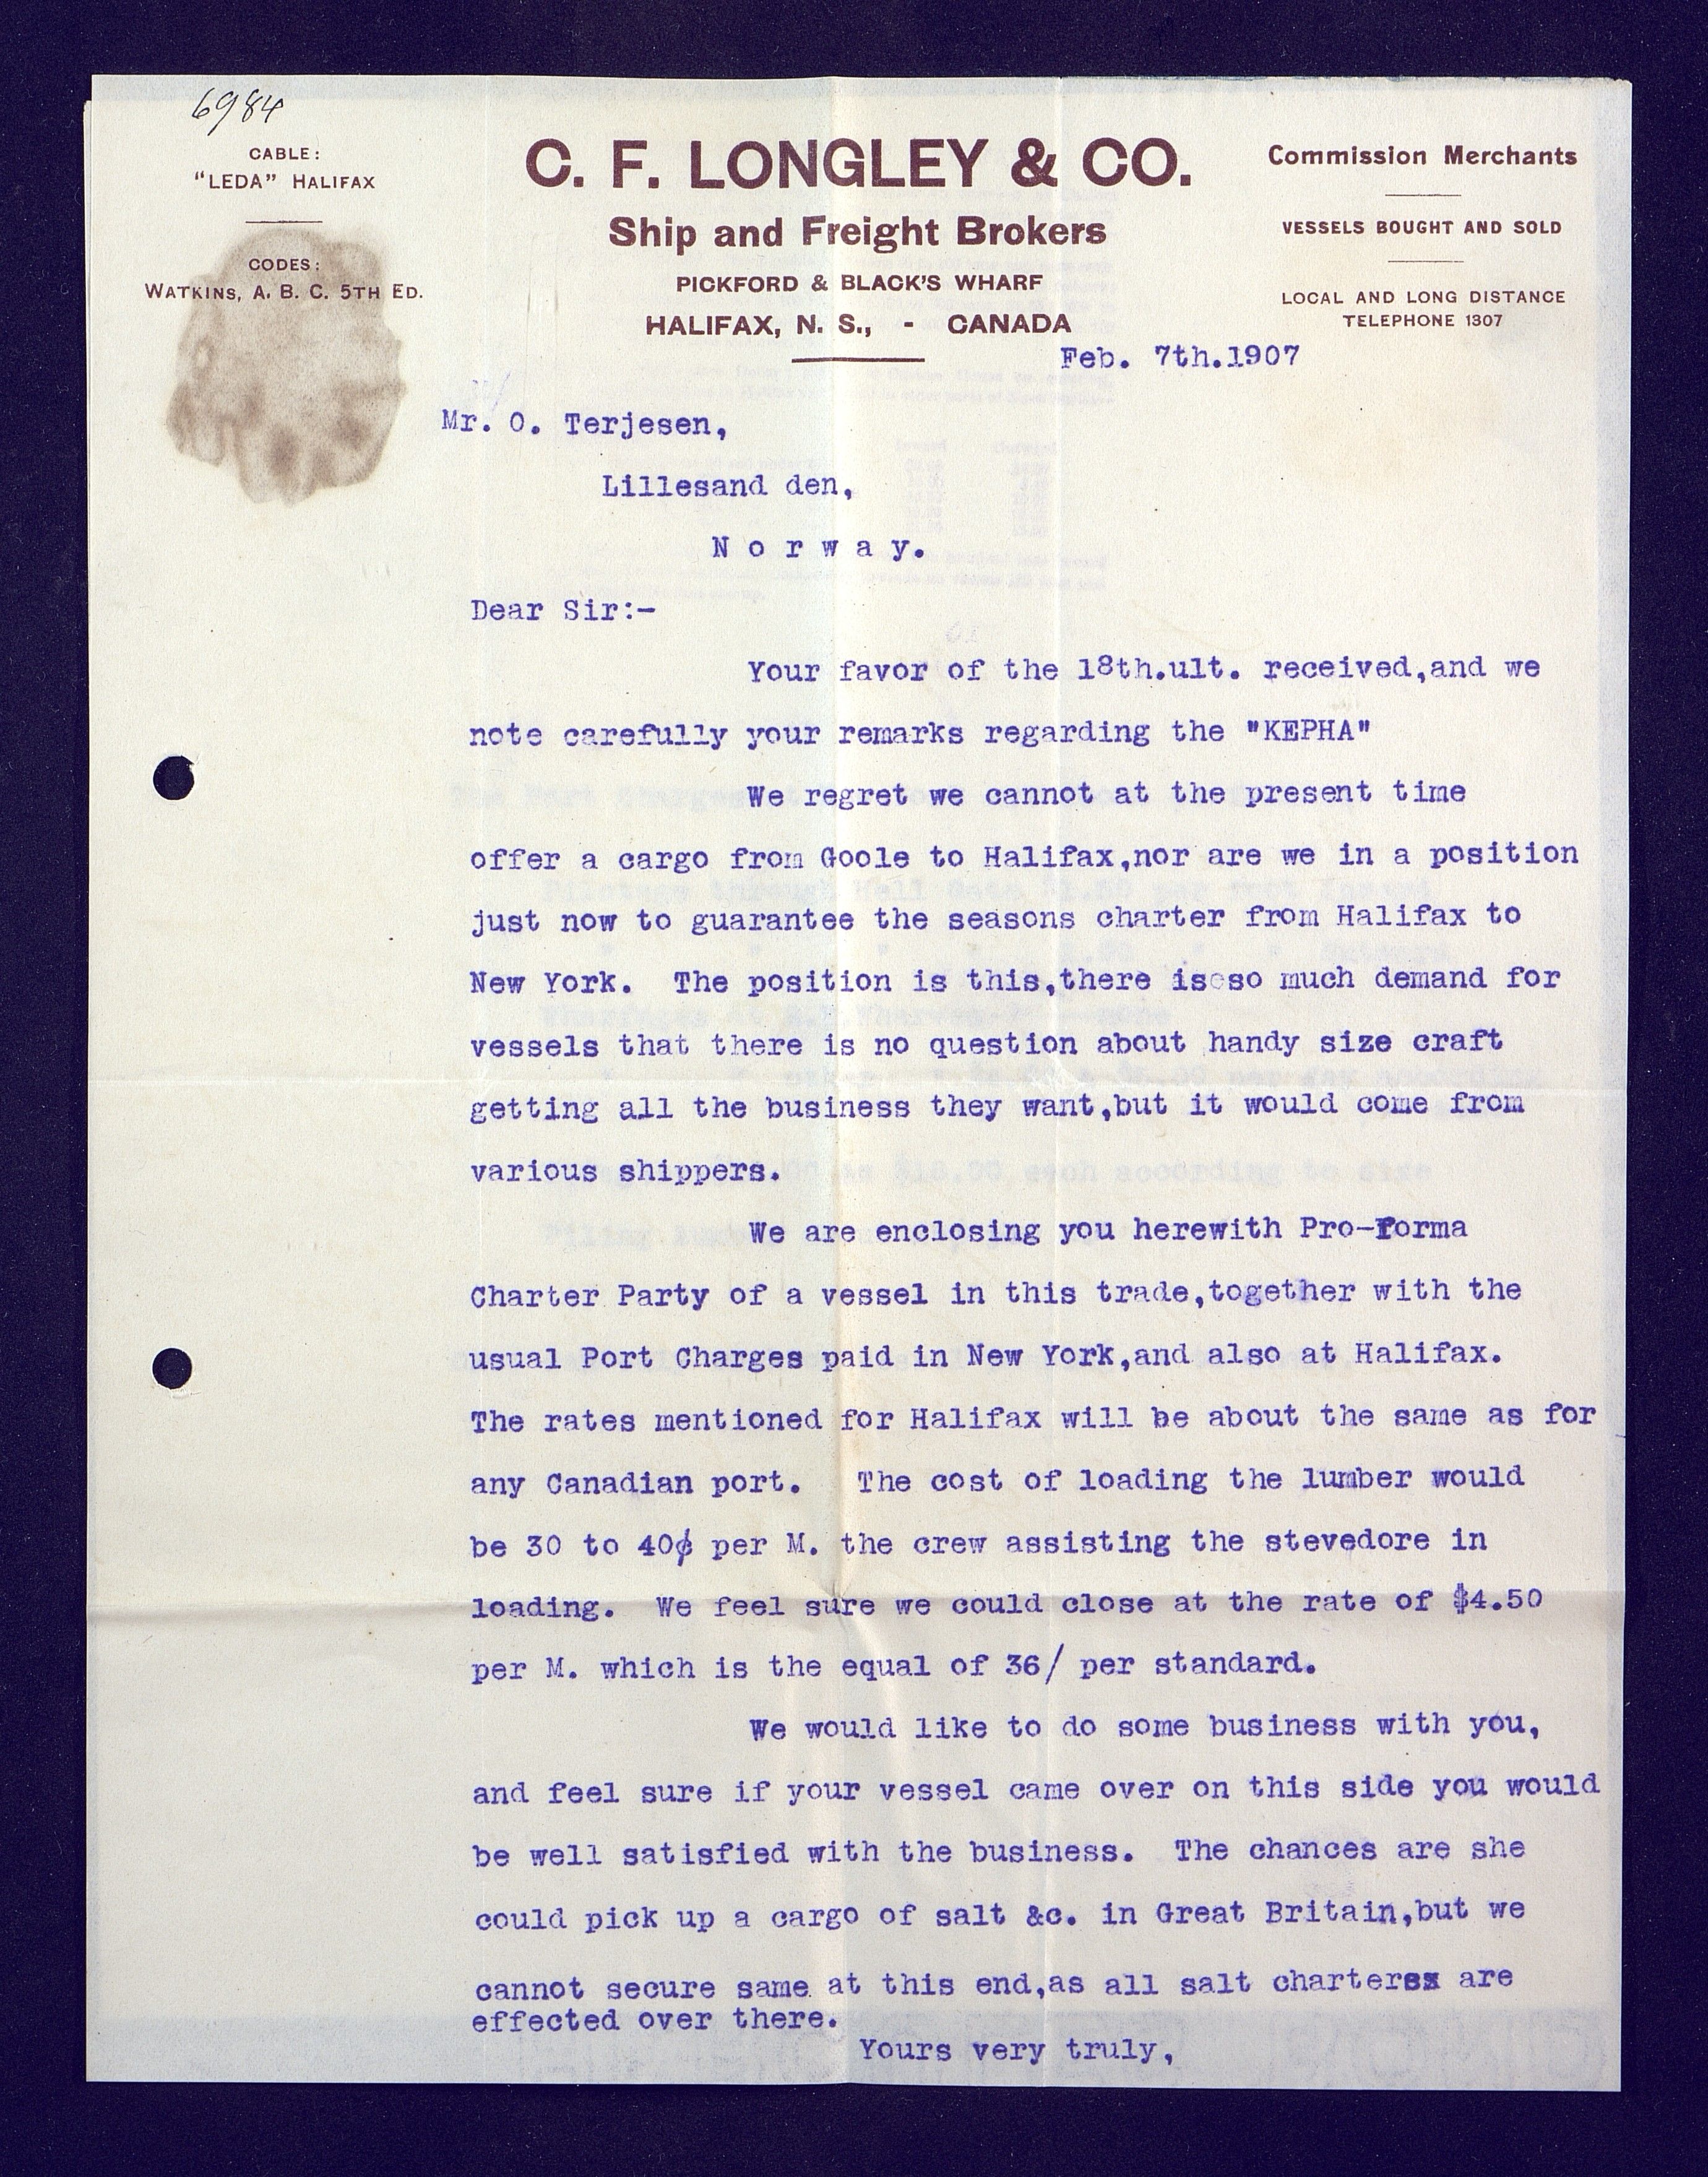 6984
CABLE:
"LEDA" HALIFAX
CODES:
WATKINS, A. B. C. 5TH ED.
C. F. LONGLEY & CO.
Ship and Freight Brokers
PICKFORD & BLACK'S WHARF
HALIFAX, N. S., - CANADA
Commission Merchants
VESSELS BOUGHT AND SOLD
LOCAL AND LONG DISTANCE
TELEPHONE 1307
Feb. 7th.1907
Mr. O. Terjesen,
Lillesand den,
N o r w a y.
Dear Sir:-
Your favor of the 18th.ult. received,and we
note carefully your remarks regarding the "KEPHA"
We regret we cannot at the present time
offer a cargo from Goole to Halifax,nor are we in a position
just now to guarantee the seasons charter from Halifax to
New York. The position is this,there is so much demand for
vessels that there is no question about handy size craft
getting all the business they want,but it would come from
various shippers.
We are enclosing you herewith Pro-Forma
Charter Party of a vessel in this trade,together with the
usual Port Charges paid in New York,and also at Halifax.
The rates mentioned for Halifax will be about the same as for
any Canadian port. The cost of loading the lumber would
be 30 to 40¢ per M. the crew assisting the stevedore in
loading. We feel sure we could close at the rate of $4.50
per M. which is the equal of 36/ per standard.
We would like to do some business with you,
and feel sure if your vessel came over on this side you would
be well satisfied with the business. The chances are she
could pick up a cargo of salt &c. in Great Britain,but we
cannot secure same at this end,as all salt charters are
effected over there.
Yours very truly,